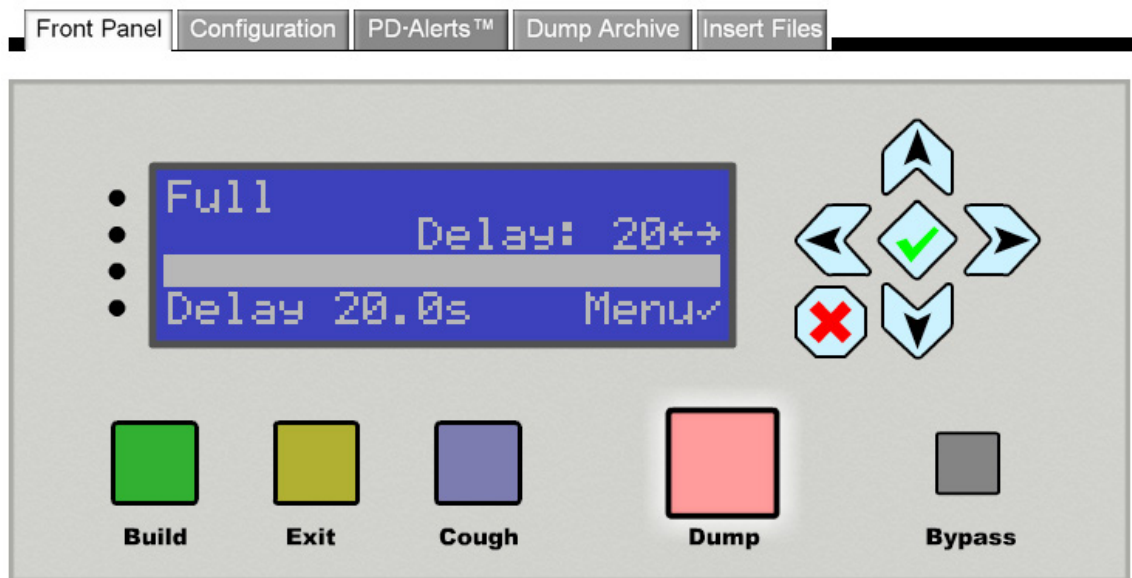 Front Panel Configuration PD-Alerts™ Dump Archive Insert Files
Full
Delay: 20←→
Delay 20.0s Menu✓
Build Exit Cough Dump Bypass